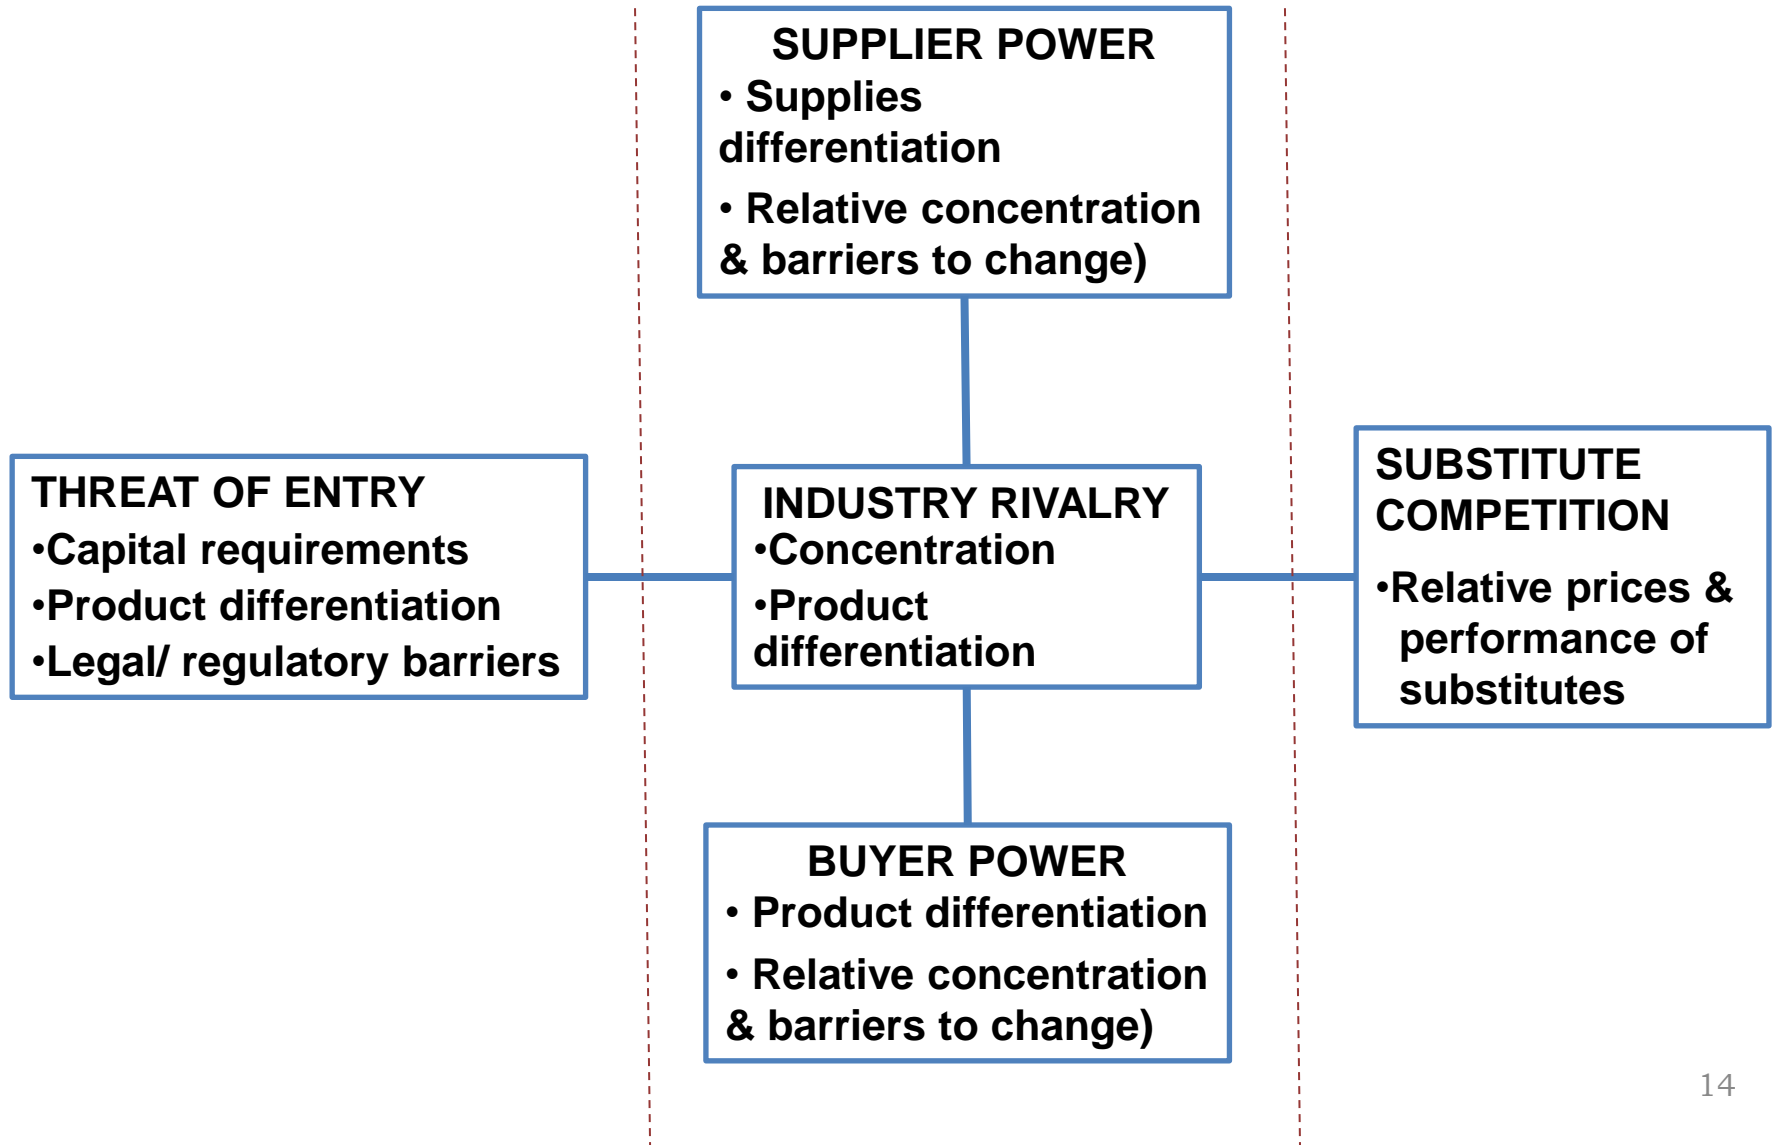 SUPPLIER POWER
• Supplies
differentiation
• Relative concentration
& barriers to change)
THREAT OF ENTRY
•Capital requirements
•Product differentiation
•Legal/ regulatory barriers
INDUSTRY RIVALRY
•Concentration
•Product
differentiation
SUBSTITUTE
COMPETITION
•Relative prices &
performance of
substitutes
BUYER POWER
• Product differentiation
• Relative concentration
& barriers to change)
14